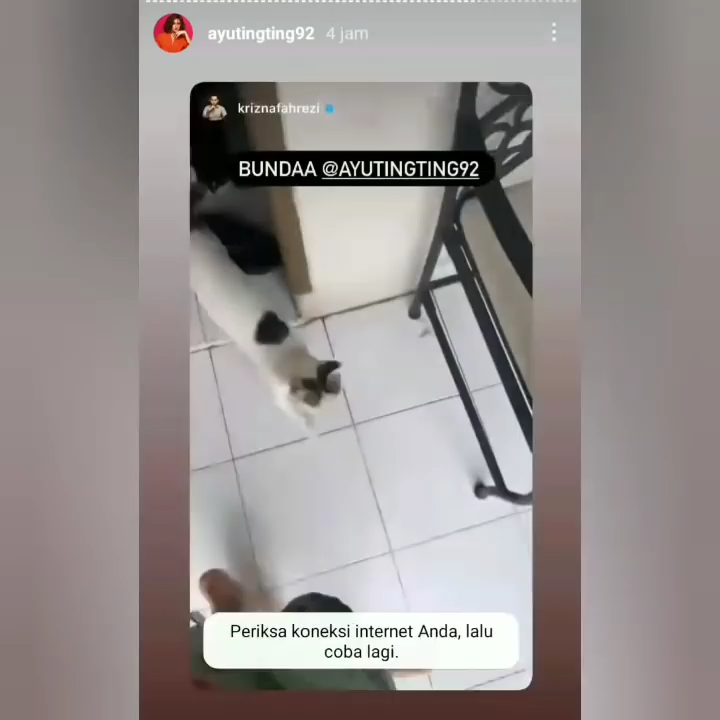 ayutingting92 4 jam
kriznafahrezi
BUNDAA @AYUTINGTING92
Periksa koneksi internet Anda, lalu
coba lagi.